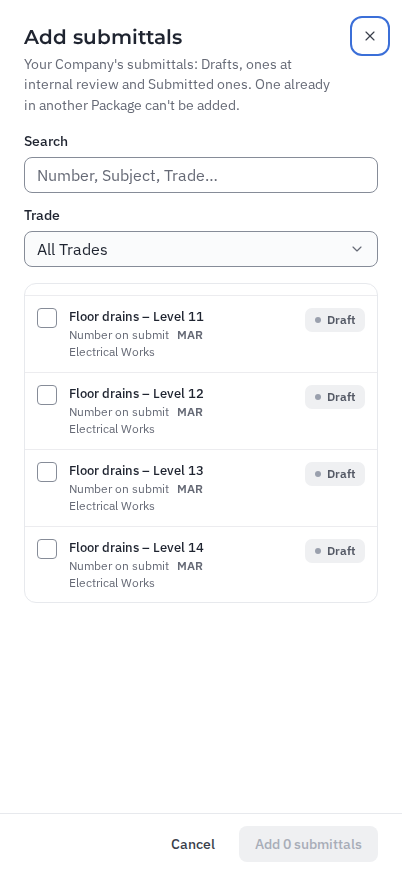 Add submittals
Your Company's submittals: Drafts, ones at
internal review and Submitted ones. One already
in another Package can't be added.
Search
Number, Subject, Trade...
Trade
All Trades
Floor drains – Level 11
Draft
Number on submit MAR
Electrical Works
Floor drains – Level 12
Draft
Number on submit MAR
Electrical Works
Floor drains – Level 13
Draft
Number on submit MAR
Electrical Works
Floor drains – Level 14
Draft
Number on submit MAR
Electrical Works
Cancel
Add 0 submittals